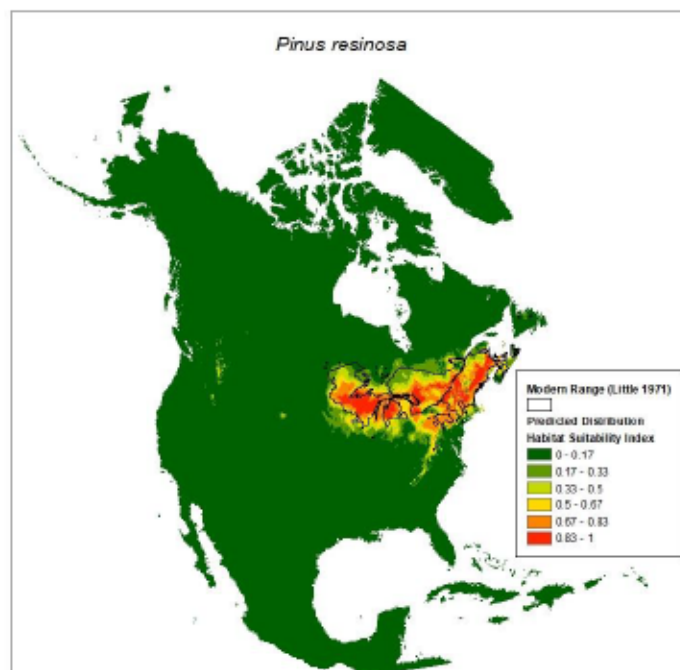 Pinus resinosa
Modern Range (Little 1971)
Predicted Distribution
Habitat Suitability Index
0 - 0.17
0.17 - 0.33
0.33 - 0.5
0.5 - 0.67
0.67 - 0.83
0.83 - 1